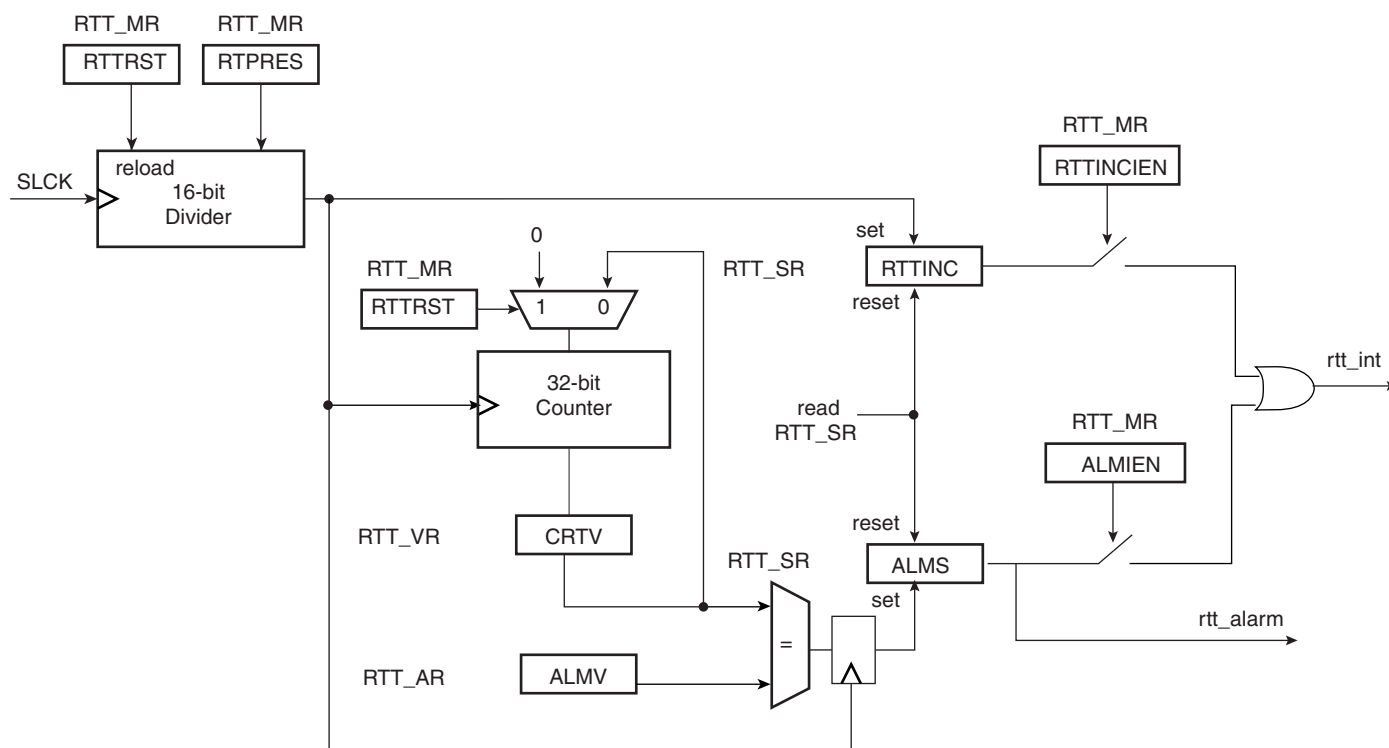 RTT_MR
RTT_MR
RTTRST
RTPRES
reload
SLCK
16-bit
Divider
RTT_MR
RTTINCIEN
0
set
RTT_MR
RTT_SR
RTTINC
RTTRST
1
0
reset
32-bit
Counter
rtt_int
read
RTT_SR
RTT_MR
ALMIEN
reset
RTT_VR
CRTV
RTT_SR
ALMS
set
rtt_alarm
=
RTT_AR
ALMV